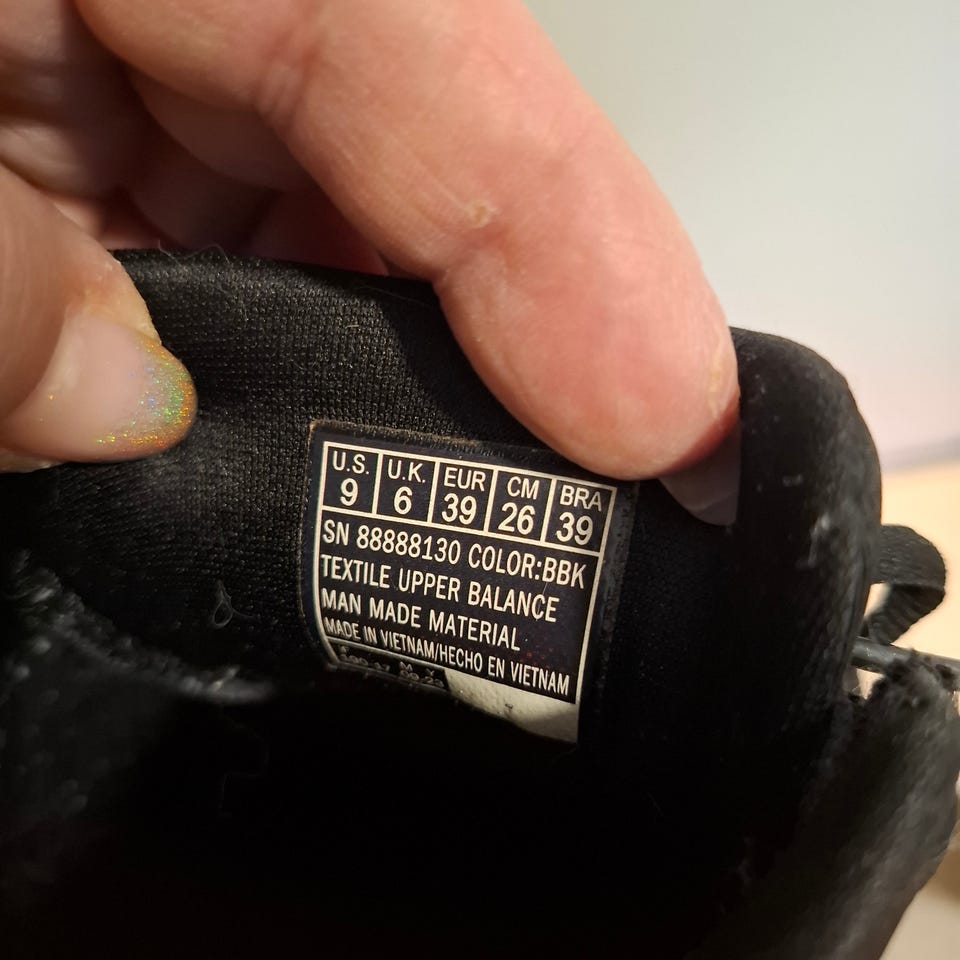 U.S. U.K. EUR CM BRA
9 6 39 26 39
SN 88888130 COLOR:BBK
TEXTILE UPPER BALANCE
MAN MADE MATERIAL
MADE IN VIETNAM/HECHO EN VIETNAM